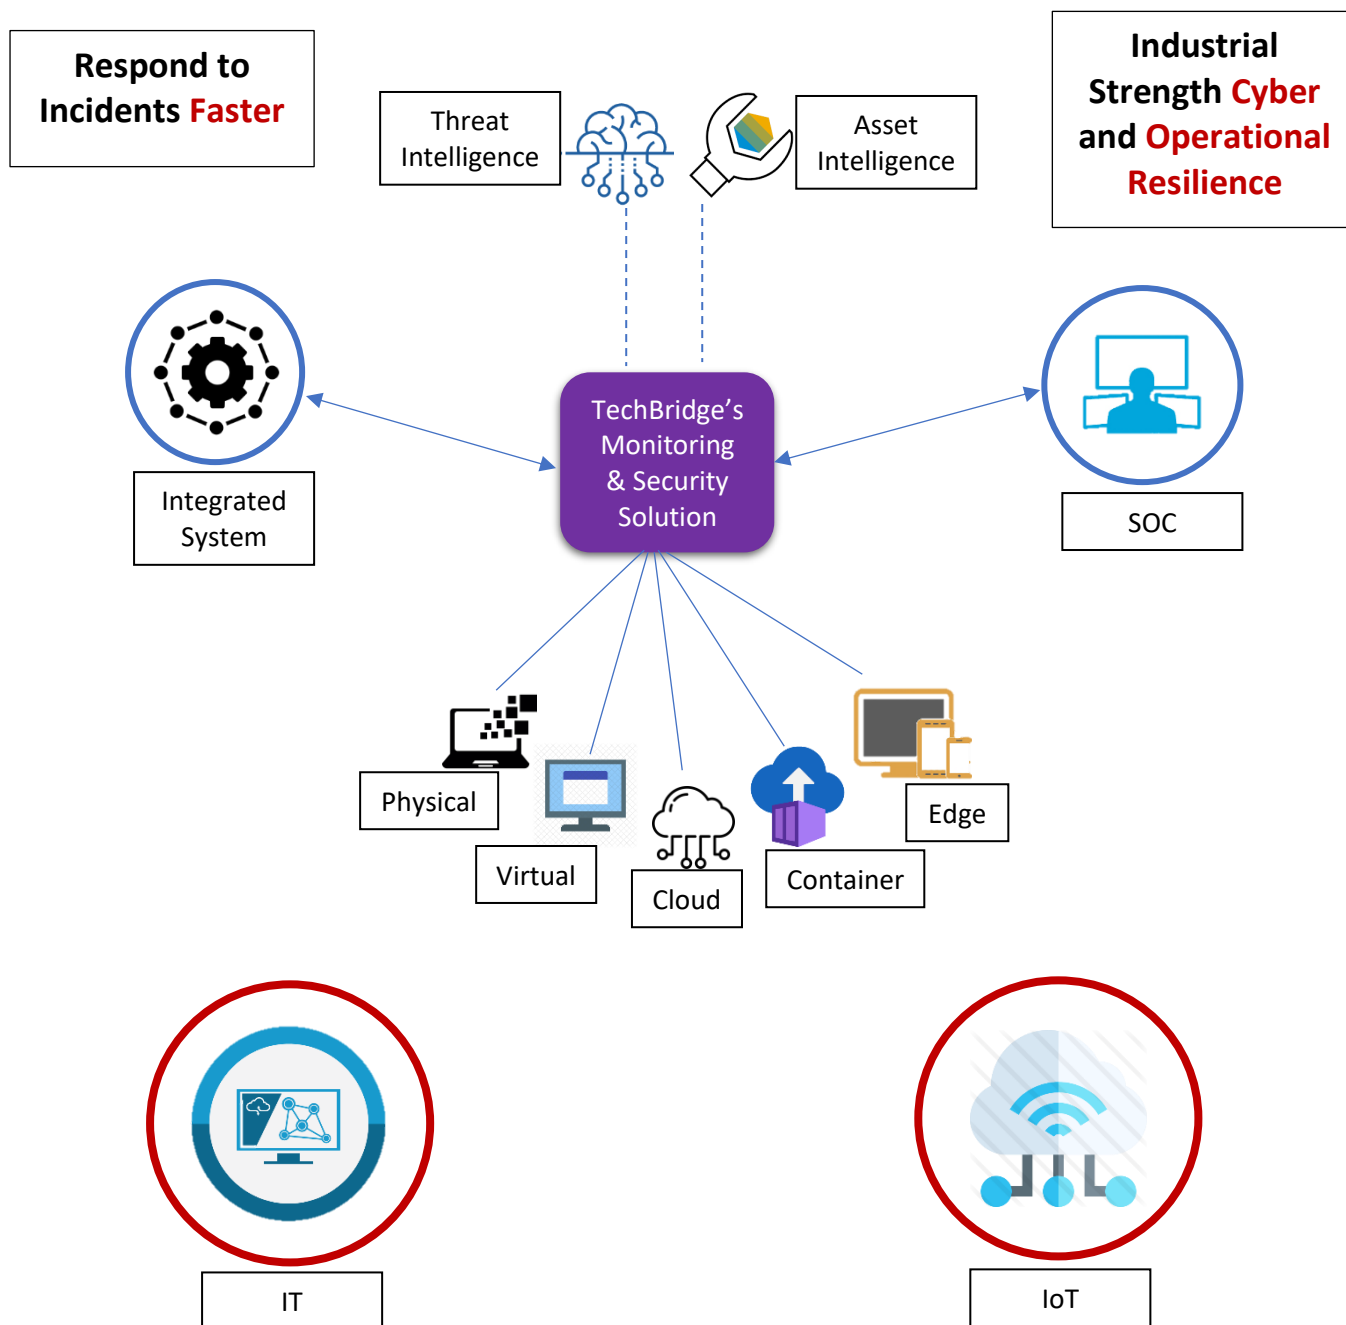 Respond to
Incidents Faster
Industrial
Strength Cyber
and Operational
Resilience
Threat
Intelligence
Asset
Intelligence
TechBridge’s
Monitoring
& Security
Solution
Integrated
System
SOC
Physical
Virtual
Cloud
Container
Edge
IT
IoT